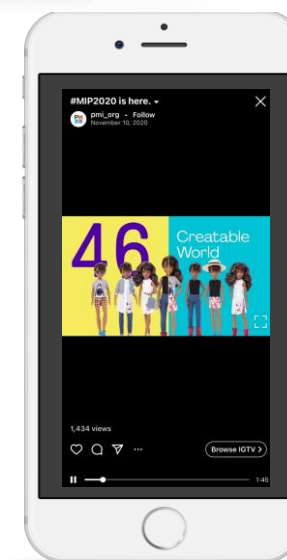 #MIP2020 is here.
pmi_org • Follow
November 10, 2020
46
Creatable
World
1,434 views
Browse IGTV >
1:45